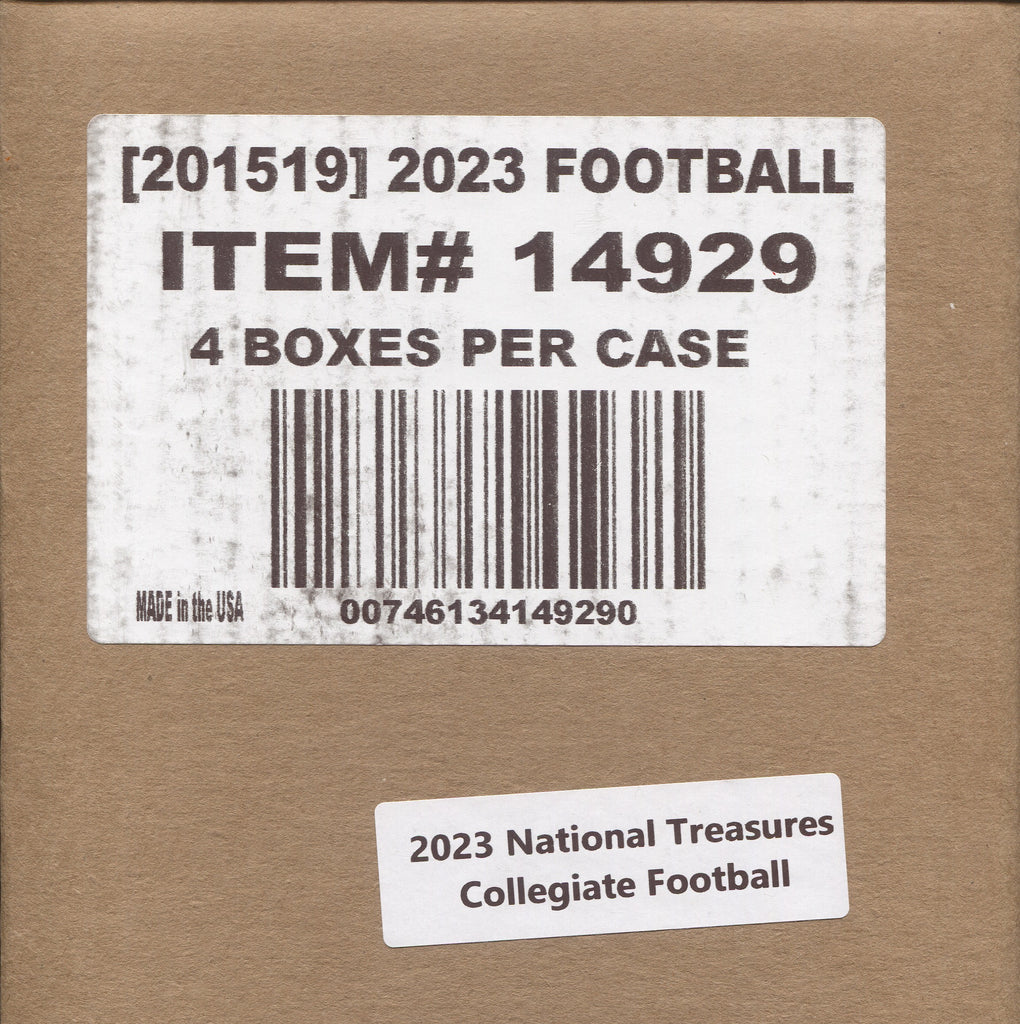 [201519] 2023 FOOTBALL
ITEM# 14929
4 BOXES PER CASE
MADE in the USA
00746134149290
2023 National Treasures
Collegiate Football